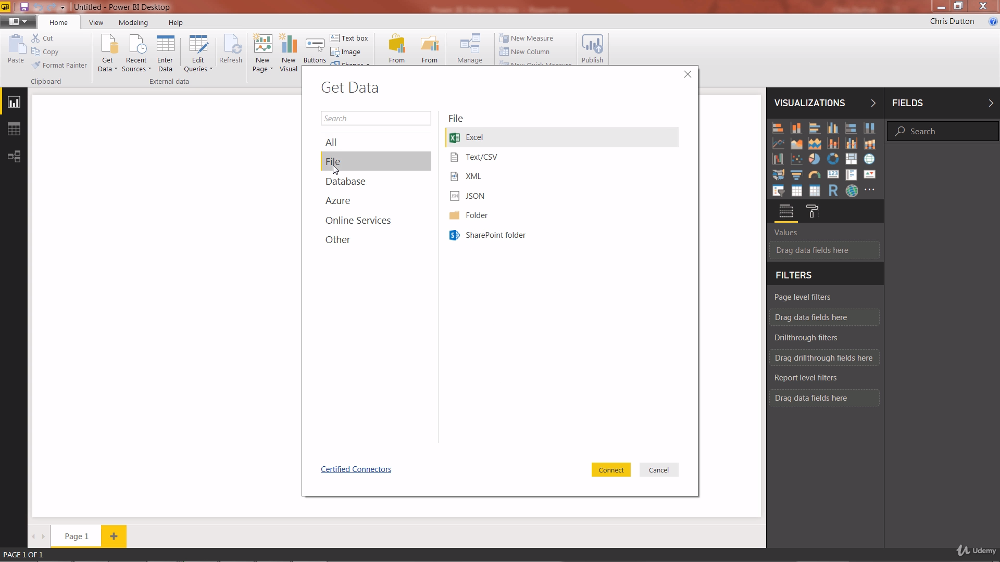 Untitled - Power BI Desktop
Home View Modeling Help
Chris Dutton
Paste
Cut
Copy
Format Painter
Clipboard
Get Data
Recent Sources
Enter Data
Edit Queries
Refresh
External data
New Page
New Visual
Buttons
Text box
Image
Shapes
From
From
Manage
New Measure
New Column
New Quick Measure
Publish
Get Data
Search
All
File
Database
Azure
Online Services
Other
File
Excel
Text/CSV
XML
JSON
Folder
SharePoint folder
Certified Connectors
Connect
Cancel
VISUALIZATIONS
Values
Drag data fields here
FILTERS
Page level filters
Drag data fields here
Drillthrough filters
Drag drillthrough fields here
Report level filters
Drag data fields here
FIELDS
Search
Page 1
PAGE 1 OF 1
Udemy